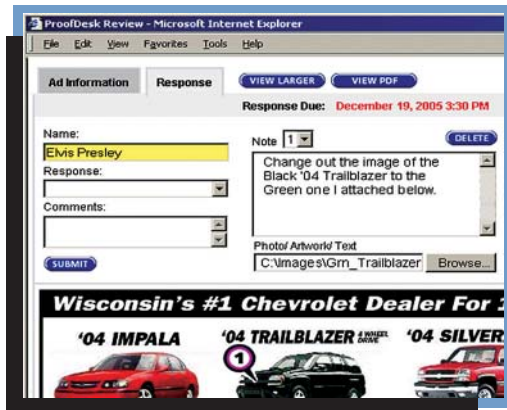 ProofDesk Review - Microsoft Internet Explorer
File Edit View Favorites Tools Help
Ad Information Response VIEW LARGER VIEW PDF
Response Due: December 19, 2005 3:30 PM
Name:
Elvis Presley
Response:
Comments:
SUBMIT
Note 1 DELETE
Change out the image of the
Black '04 Trailblazer to the
Green one I attached below.
Photo/ Artwork/ Text
C:\Images\Grn_Trailblazer Browse...
Wisconsin's #1 Chevrolet Dealer For
'04 IMPALA '04 TRAILBLAZER 4 WHEEL DRIVE '04 SILVER
1